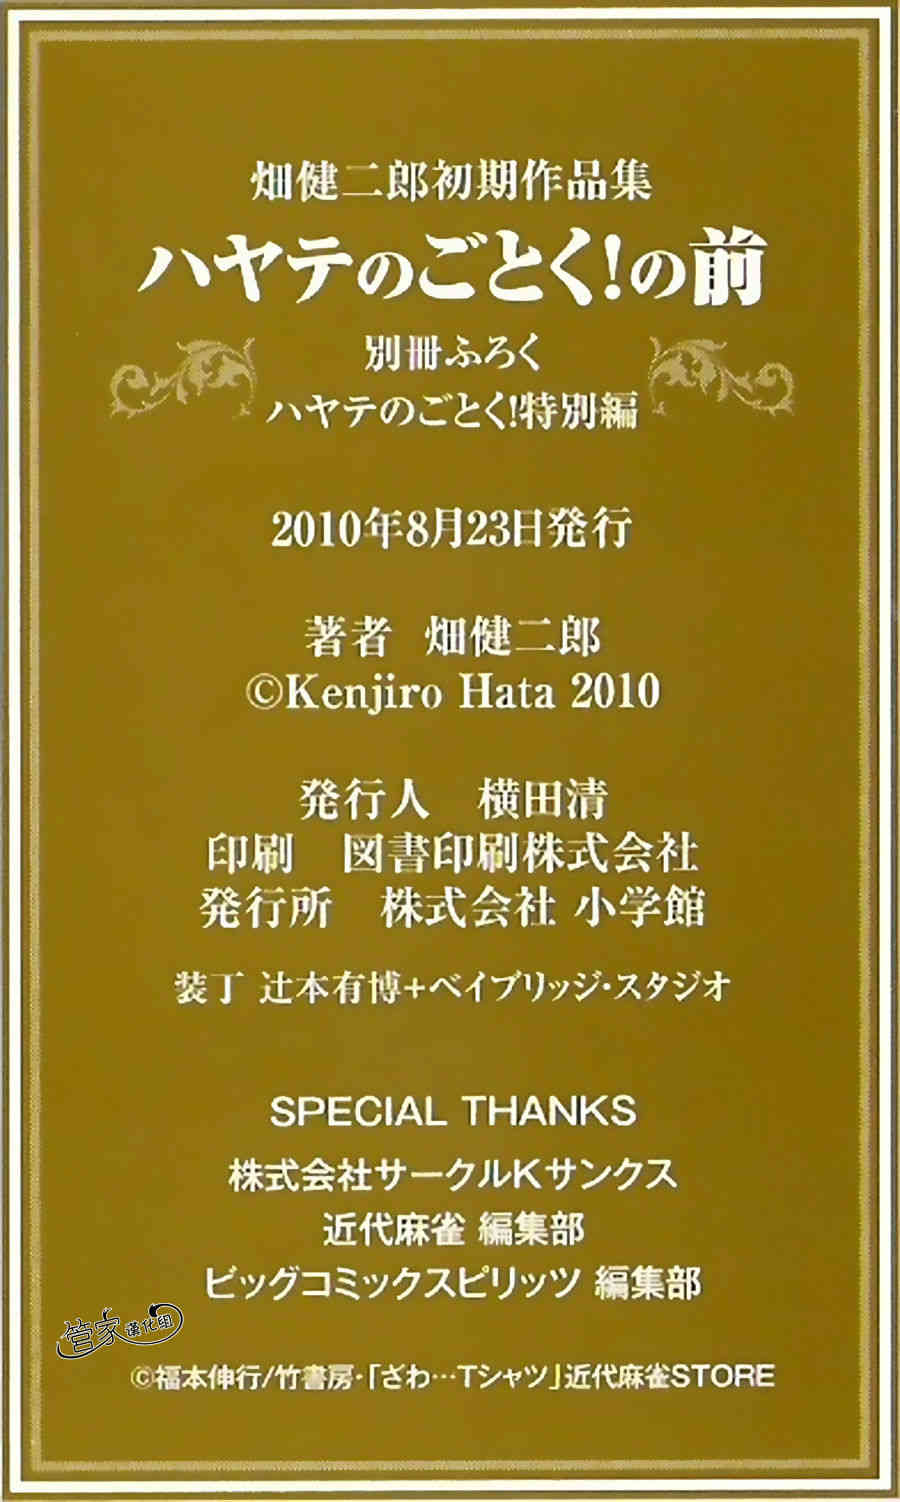 畑健二郎初期作品集
ハヤテのごとく!の前
別冊ふろく
ハヤテのごとく!特別編
2010年8月23日発行
著者 畑健二郎
©Kenjiro Hata 2010
発行人 横田清
印刷 図書印刷株式会社
発行所 株式会社 小学館
装丁 辻本有博+ベイブリッジ・スタジオ
SPECIAL THANKS
株式会社サークルKサンクス
近代麻雀 編集部
ビッグコミックスピリッツ 編集部
管家漢化組
©福本伸行/竹書房・「ざわ…Tシャツ」近代麻雀STORE